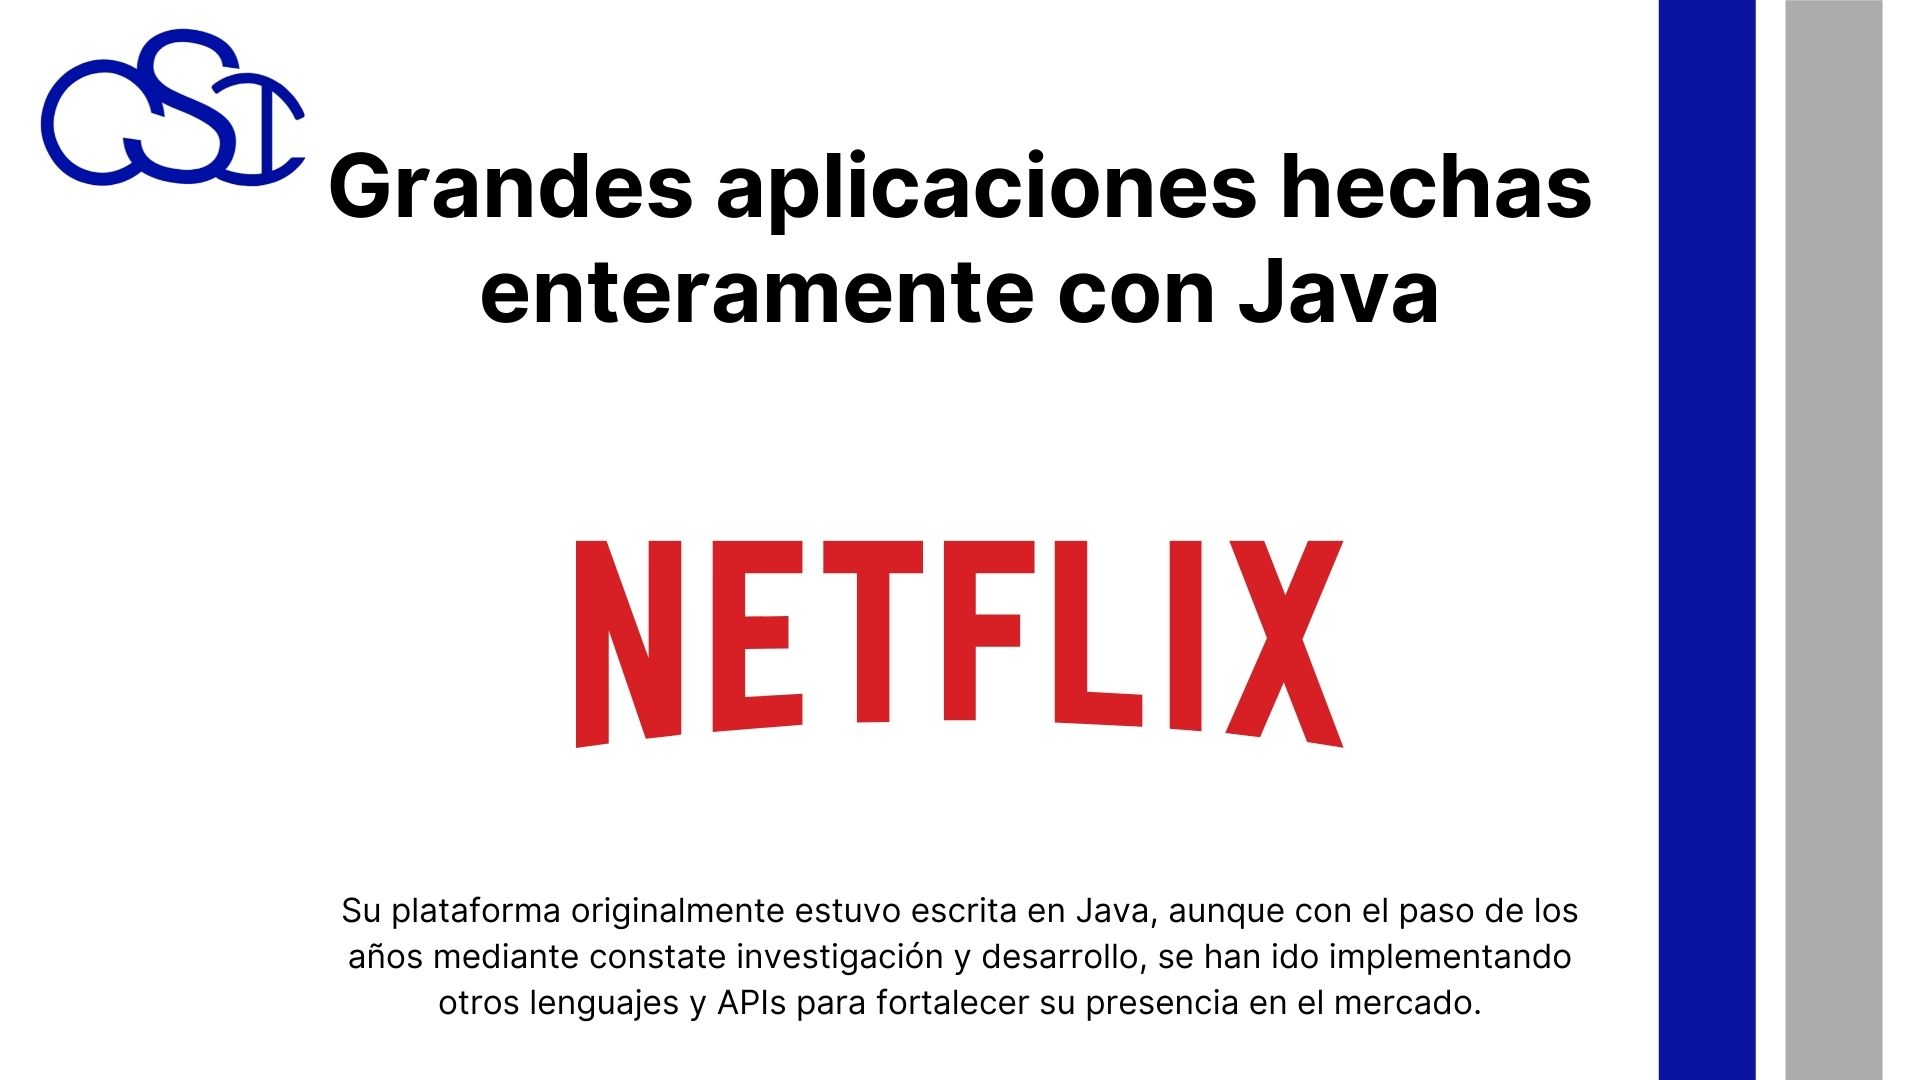 CSI
Grandes aplicaciones hechas
enteramente con Java
NETFLIX
Su plataforma originalmente estuvo escrita en Java, aunque con el paso de los
años mediante constate investigación y desarrollo, se han ido implementando
otros lenguajes y APIs para fortalecer su presencia en el mercado.